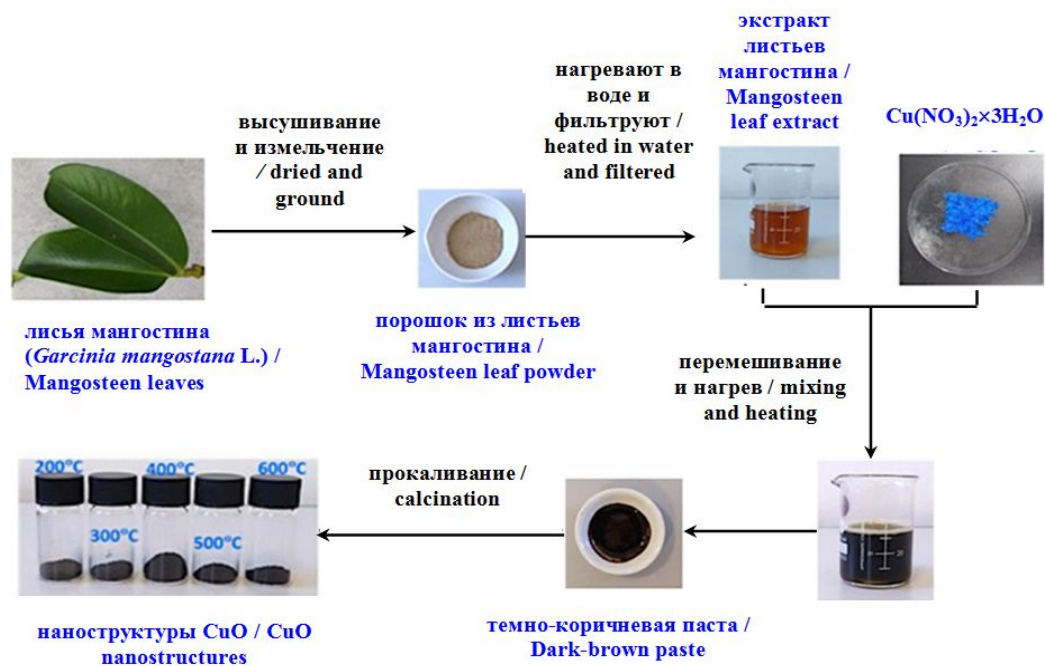 высушивание
и измельчение
/ dried and
ground
нагревают в
воде и
фильтруют /
heated in water
and filtered
экстракт
листьев
мангостина /
Mangosteen
leaf extract
Cu(NO₃)₂×3H₂O
лисья мангостина
(Garcinia mangostana L.) /
Mangosteen leaves
порошок из листьев
мангостина /
Mangosteen leaf powder
перемешивание
и нагрев / mixing
and heating
200°C
400°C
600°C
300°C
500°C
прокаливание /
calcination
наноструктуры CuO / CuO
nanostructures
темно-коричневая паста /
Dark-brown paste